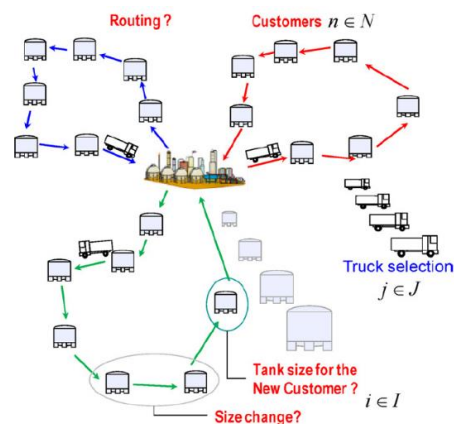 Routing ?
Customers n ∈ N
Truck selection
j ∈ J
Tank size for the
New Customer ?
i ∈ I
Size change?